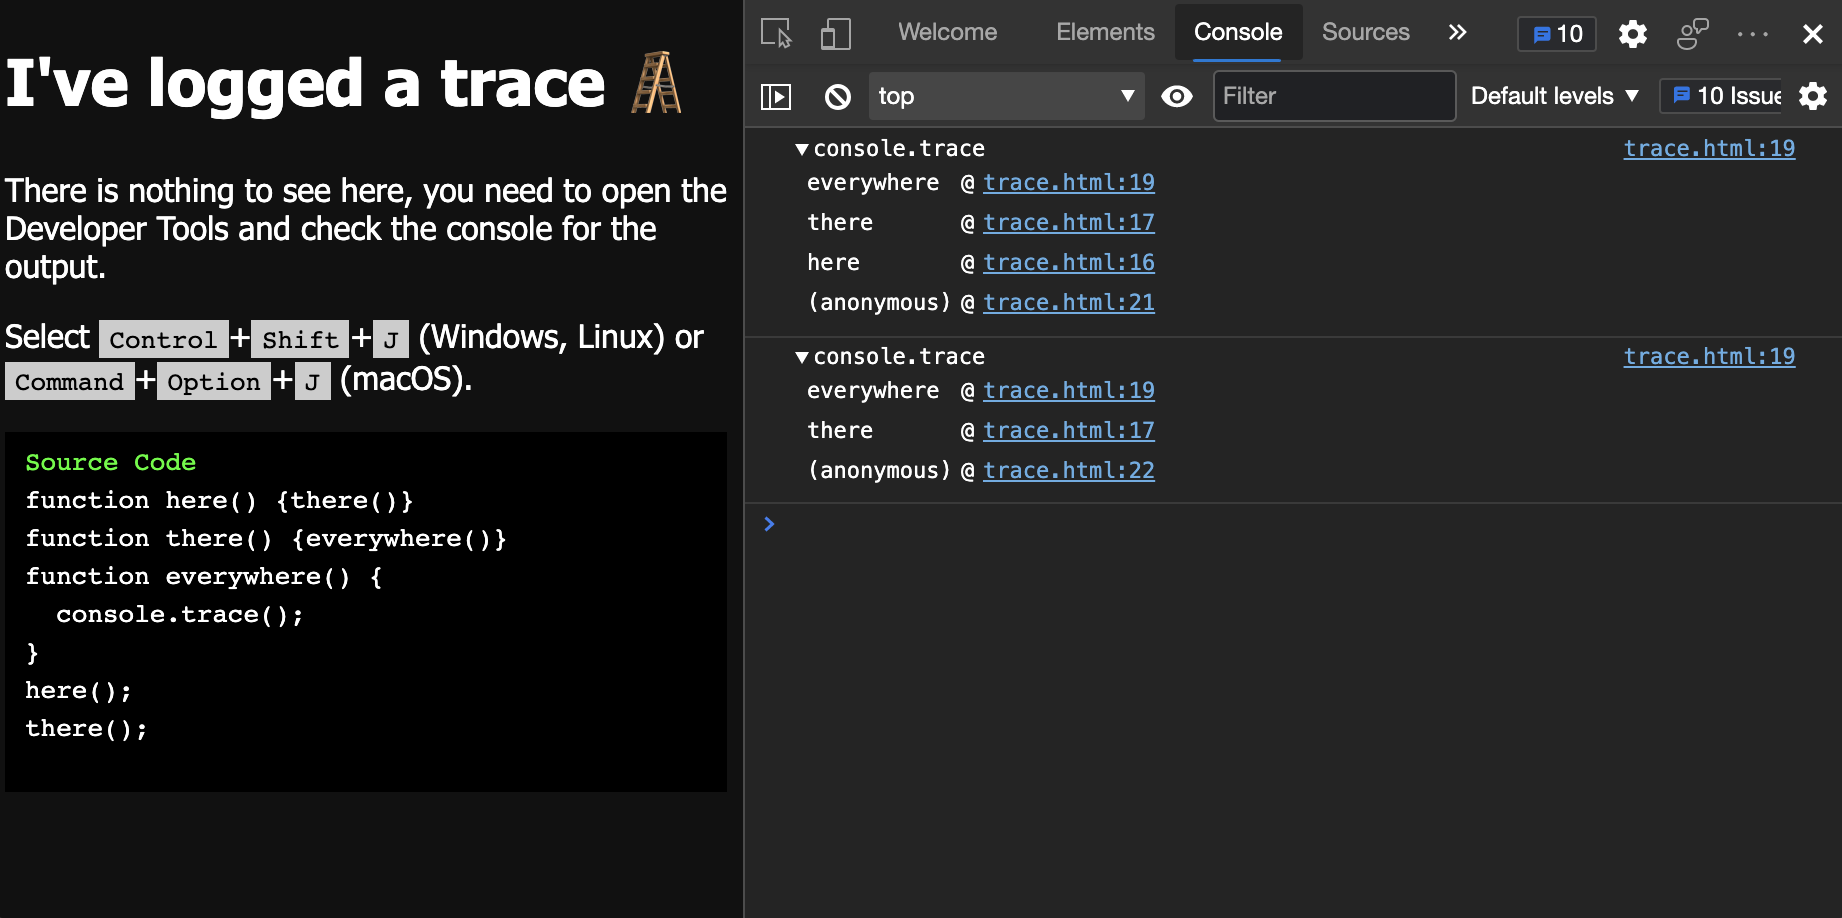 I've logged a trace
There is nothing to see here, you need to open the
Developer Tools and check the console for the
output.
Select Control+Shift+J (Windows, Linux) or
Command+Option+J (macOS).
Source Code
function here() {there()}
function there() {everywhere()}
function everywhere() {
  console.trace();
}
here();
there();
Welcome Elements Console Sources 10
top Filter Default levels 10 Issue
console.trace trace.html:19
everywhere @ trace.html:19
there @ trace.html:17
here @ trace.html:16
(anonymous) @ trace.html:21
console.trace trace.html:19
everywhere @ trace.html:19
there @ trace.html:17
(anonymous) @ trace.html:22